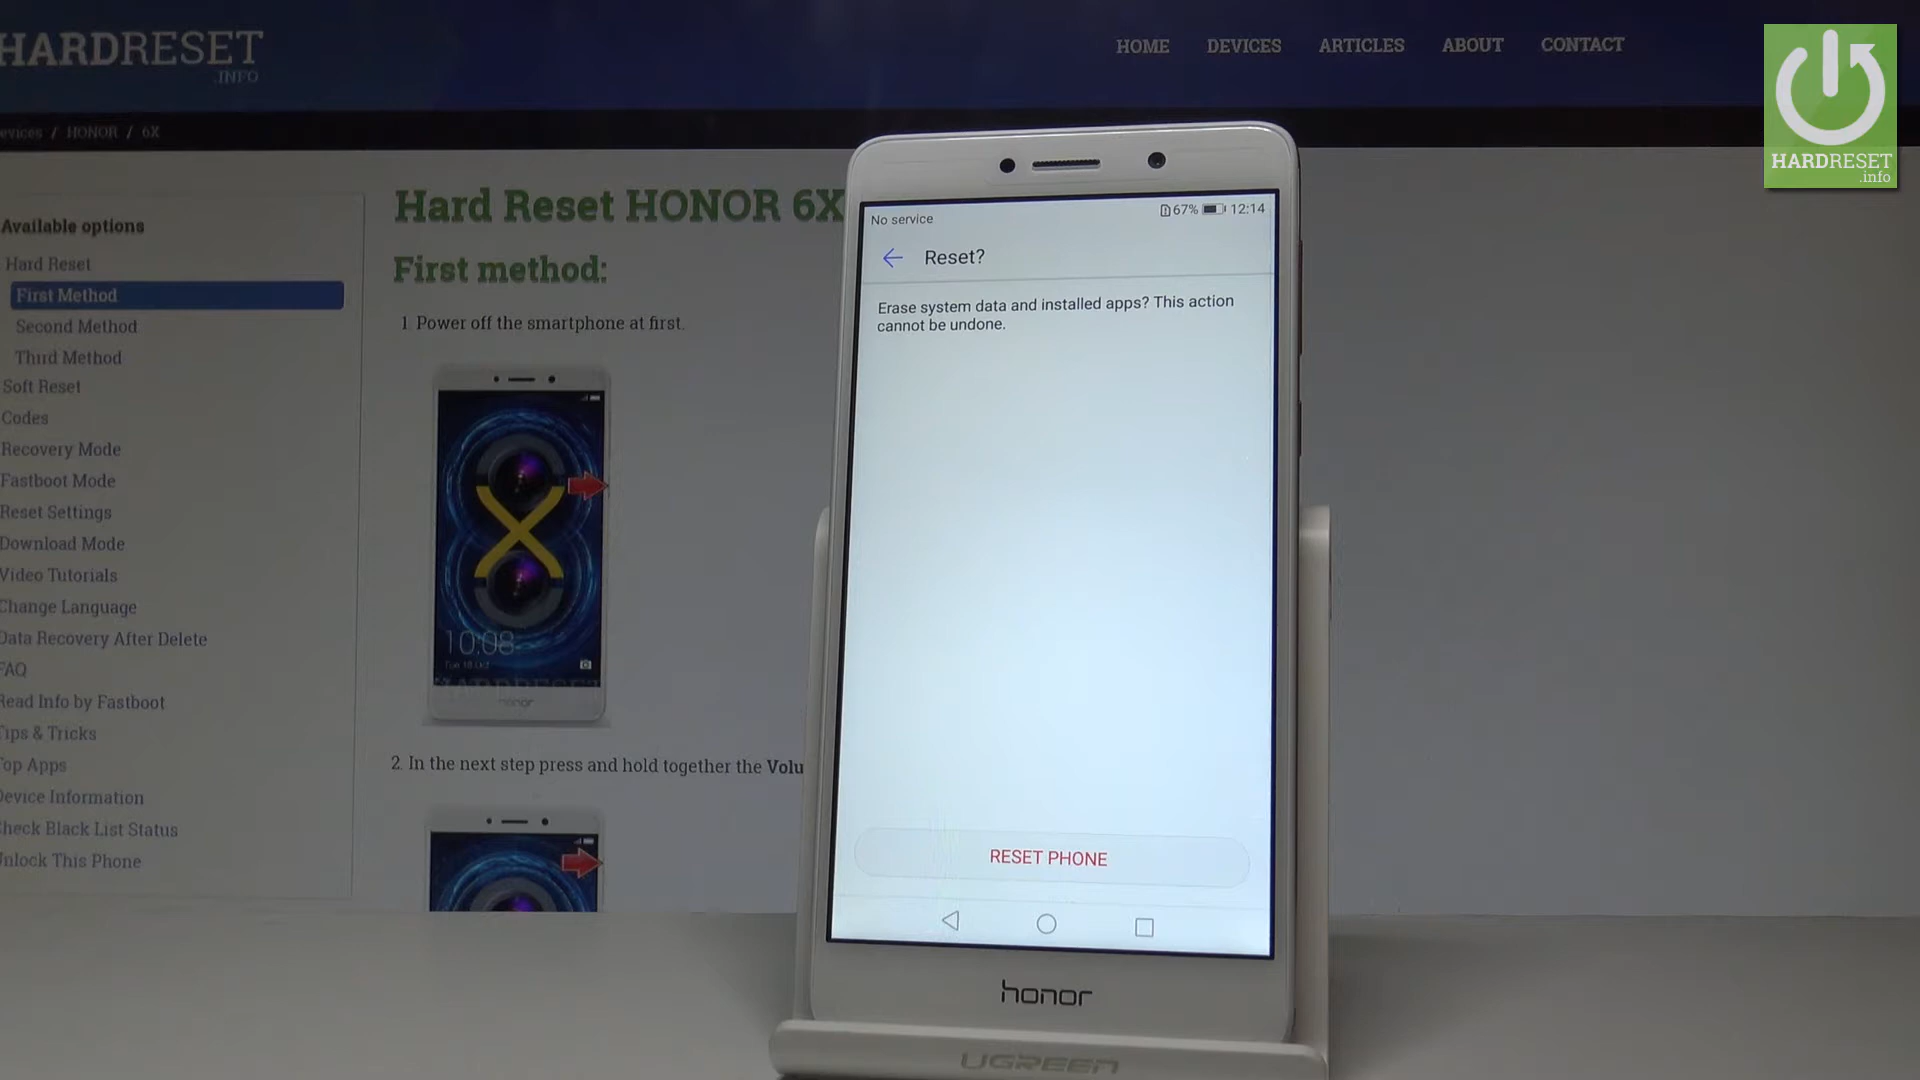 HARDRESET
.INFO
HOME DEVICES ARTICLES ABOUT CONTACT
HARDRESET
.info
evices / HONOR / 6X
Available options
Hard Reset
First Method
Second Method
Third Method
Soft Reset
Codes
Recovery Mode
Fastboot Mode
Reset Settings
Download Mode
Video Tutorials
Change Language
Data Recovery After Delete
FAQ
Read Info by Fastboot
Tips & Tricks
Top Apps
Device Information
Check Black List Status
Unlock This Phone
Hard Reset HONOR 6X
First method:
1 Power off the smartphone at first.
10:08
honor
2. In the next step press and hold together the Volu
No service
67% 12:14
Reset?
Erase system data and installed apps? This action
cannot be undone.
RESET PHONE
honor
UGREEN